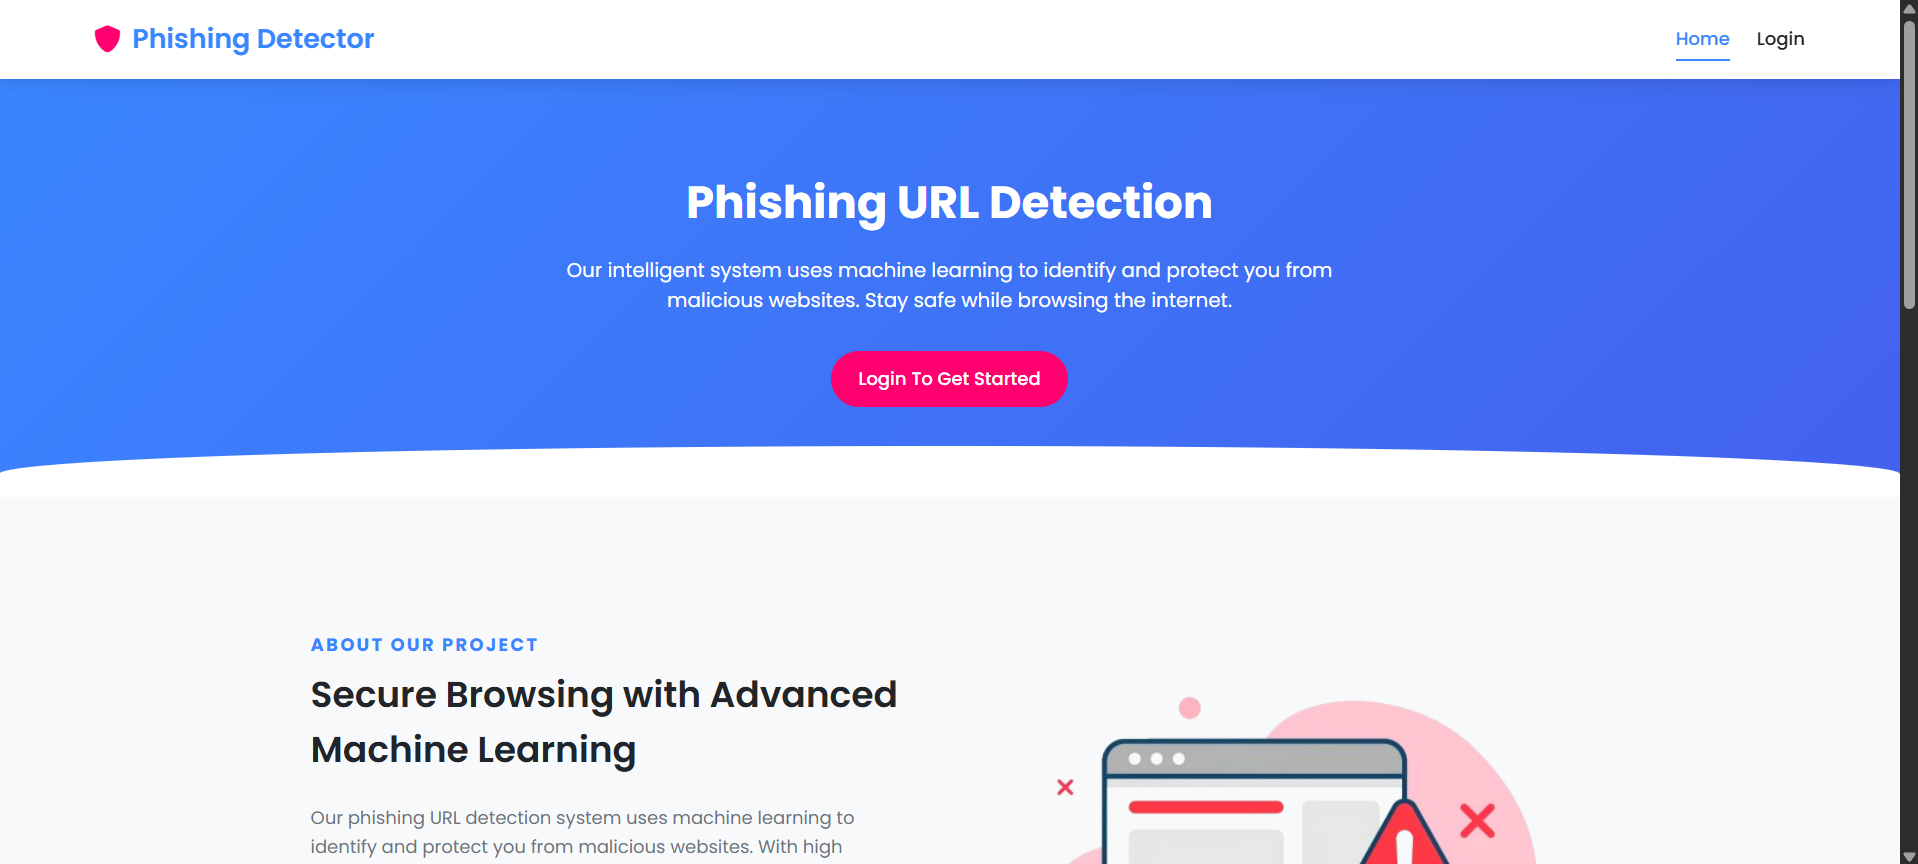 Phishing Detector
Home
Login
Phishing URL Detection
Our intelligent system uses machine learning to identify and protect you from
malicious websites. Stay safe while browsing the internet.
Login To Get Started
ABOUT OUR PROJECT
Secure Browsing with Advanced
Machine Learning
Our phishing URL detection system uses machine learning to
identify and protect you from malicious websites. With high